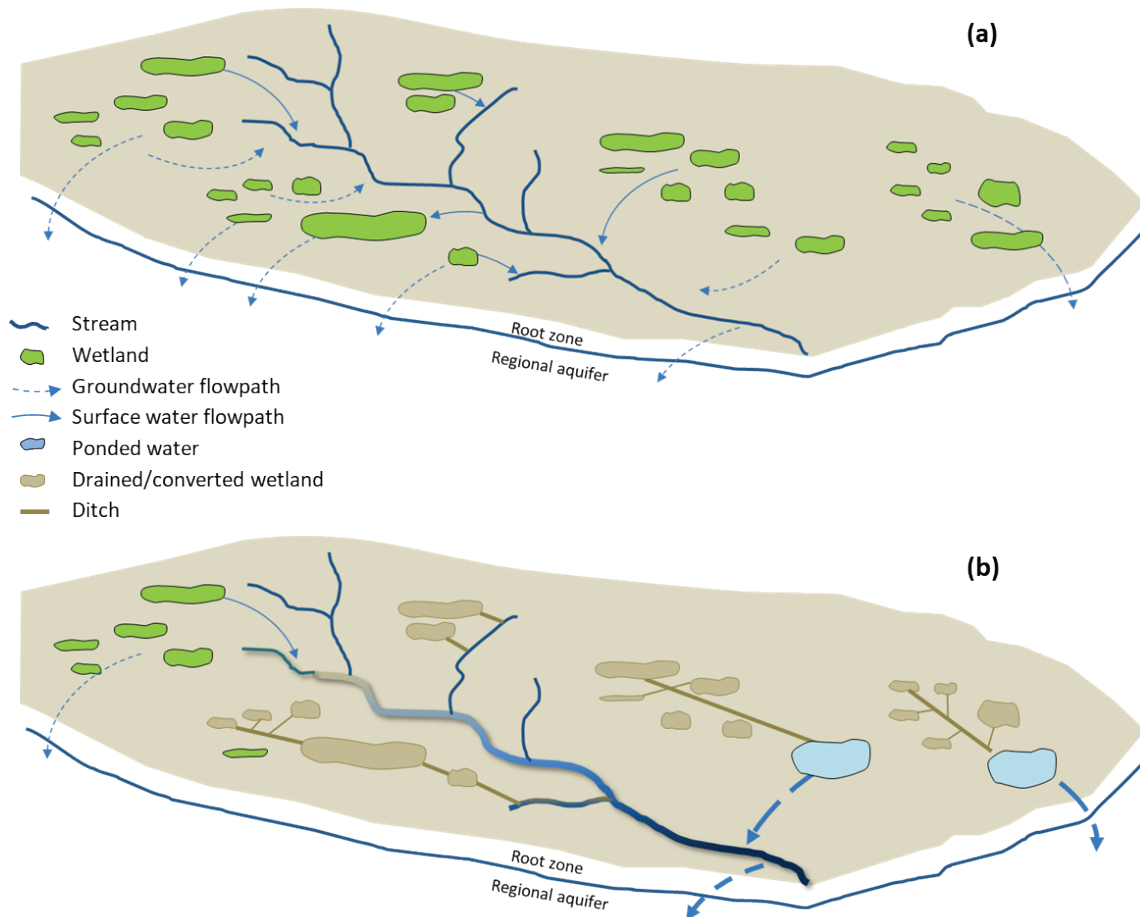 (a)
Root zone
Regional aquifer
Stream
Wetland
Groundwater flowpath
Surface water flowpath
Ponded water
Drained/converted wetland
Ditch
(b)
Root zone
Regional aquifer